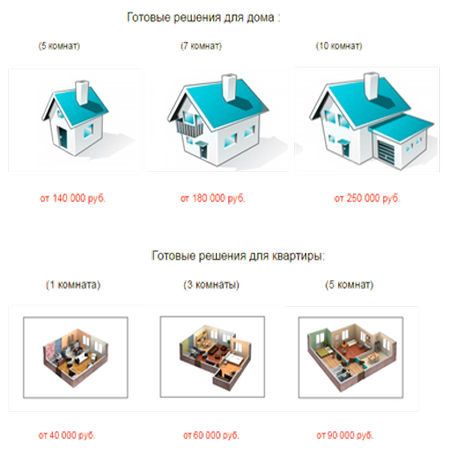 Готовые решения для дома :
(5 комнат) (7 комнат) (10 комнат)
от 140 000 руб. от 180 000 руб. от 250 000 руб.
Готовые решения для квартиры:
(1 комната) (3 комнаты) (5 комнат)
от 40 000 руб. от 60 000 руб. от 90 000 руб.